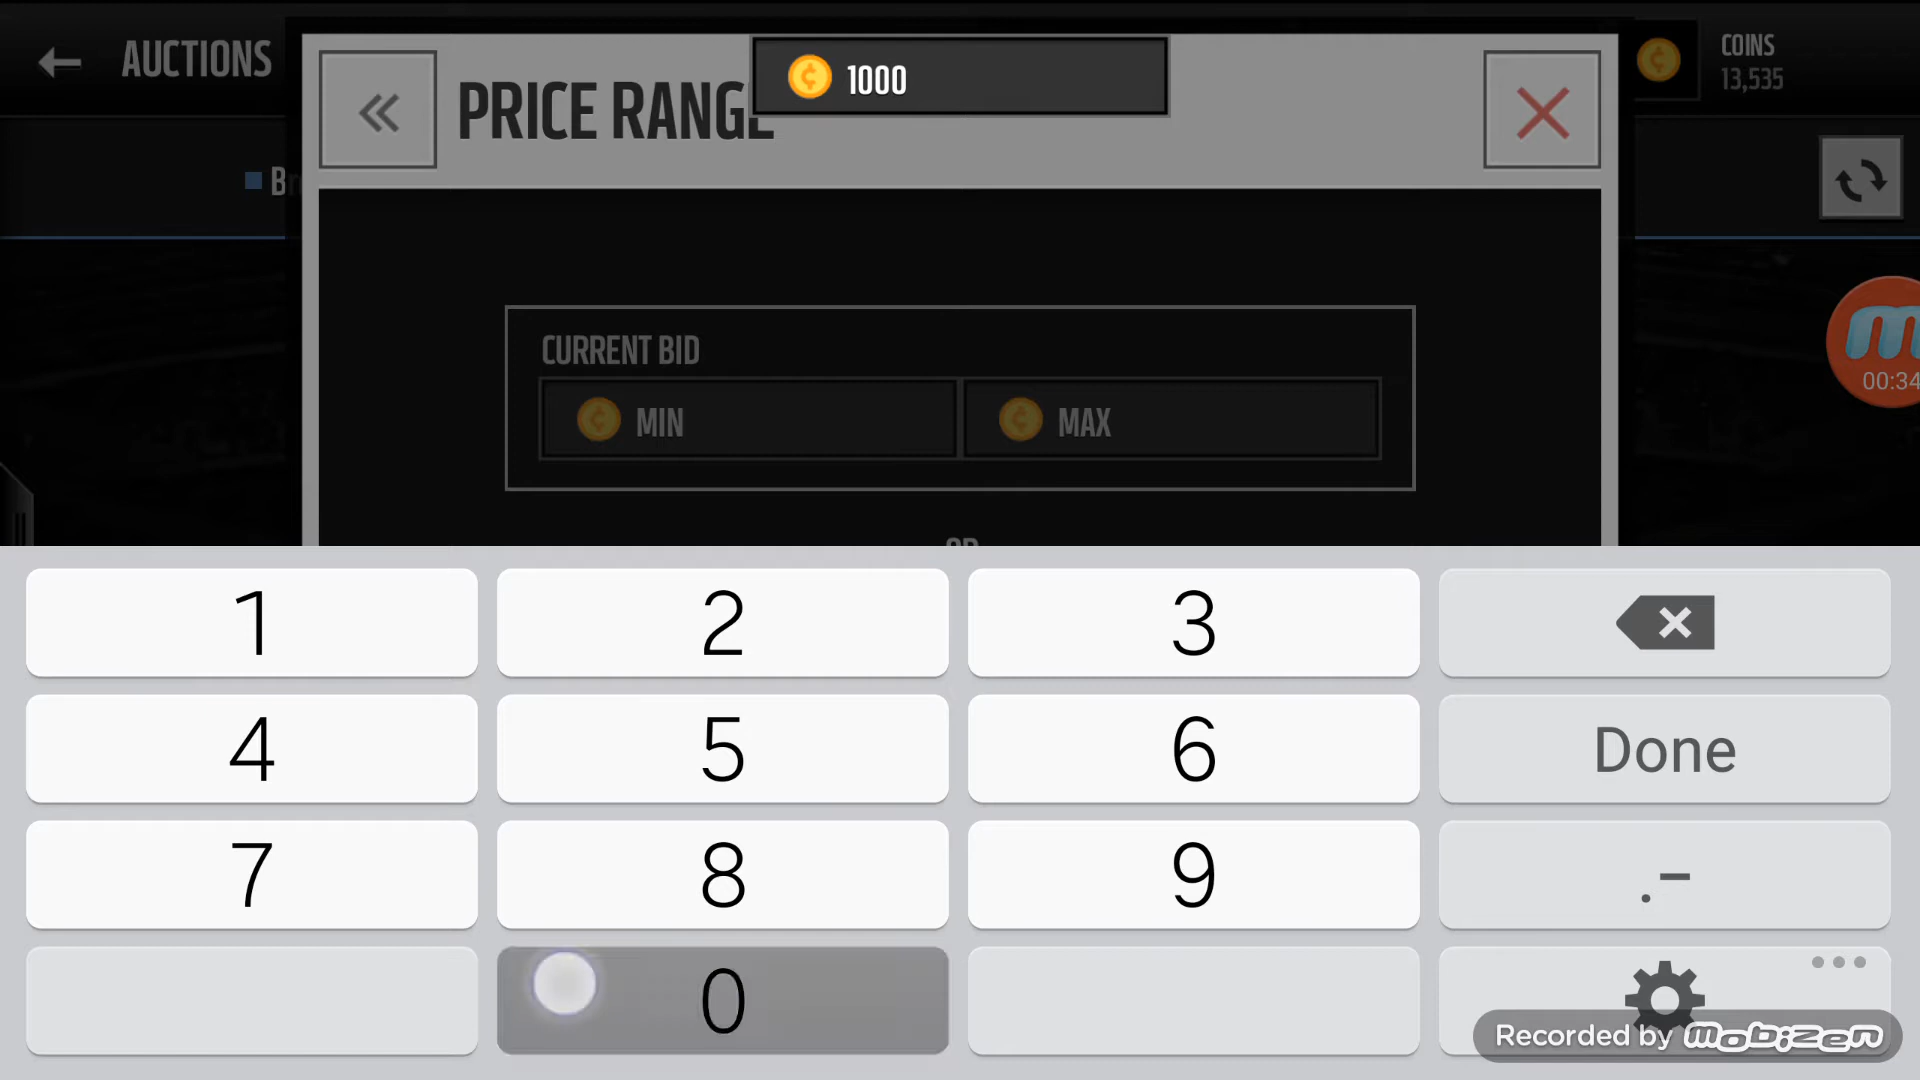 AUCTIONS
PRICE RANGE
1000
COINS
13,535
CURRENT BID
MIN
MAX
00:34
1
2
3
4
5
6
Done
7
8
9
.-
0
Recorded by mobizen